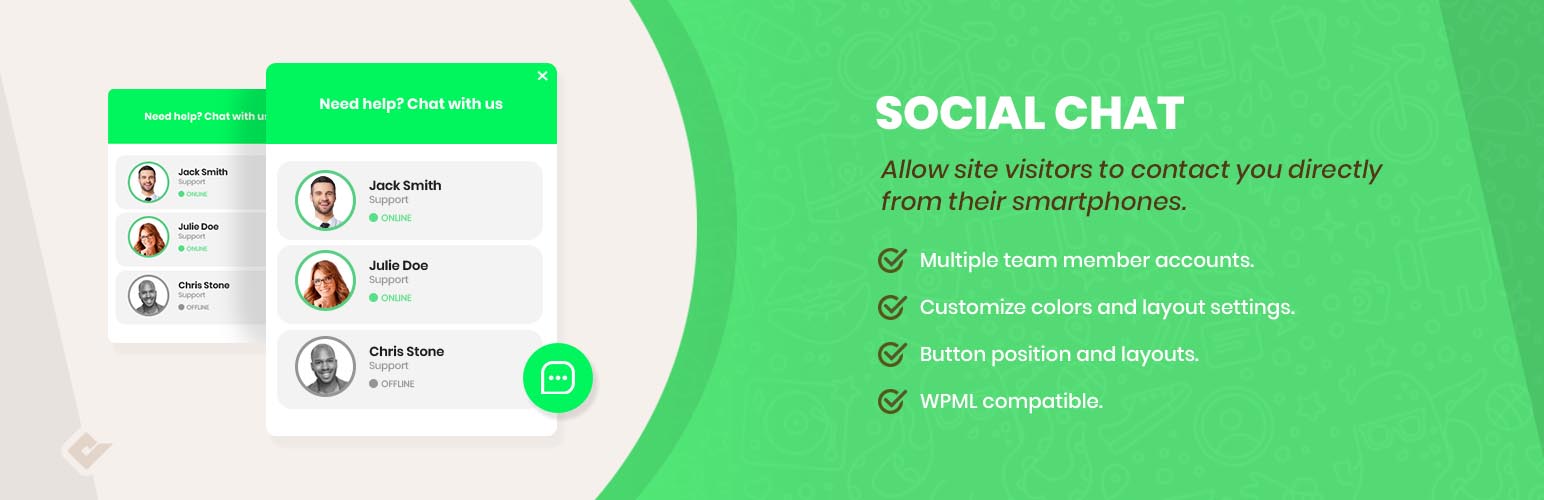 Need help? Chat with us
Jack Smith
Support
ONLINE
Julie Doe
Support
ONLINE
Chris Stone
Support
OFFLINE
Need help? Chat with us
Jack Smith
Support
ONLINE
Julie Doe
Support
ONLINE
Chris Stone
Support
OFFLINE
SOCIAL CHAT
Allow site visitors to contact you directly
from their smartphones.
Multiple team member accounts.
Customize colors and layout settings.
Button position and layouts.
WPML compatible.